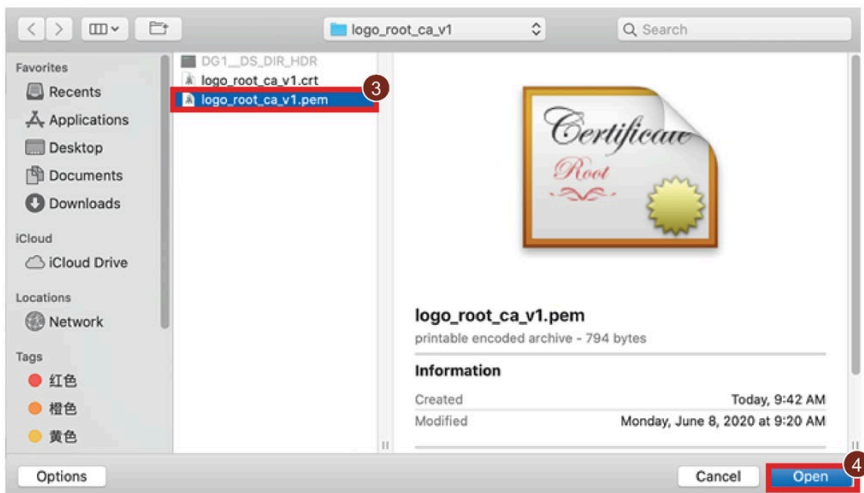 logo_root_ca_v1
Search
Favorites
Recents
Applications
Desktop
Documents
Downloads
iCloud
iCloud Drive
Locations
Network
Tags
红色
橙色
黄色
DG1__DS_DIR_HDR
logo_root_ca_v1.crt
logo_root_ca_v1.pem
3
Certificate
Root
logo_root_ca_v1.pem
printable encoded archive - 794 bytes
Information
Created Today, 9:42 AM
Modified Monday, June 8, 2020 at 9:20 AM
Options
Cancel
Open
4